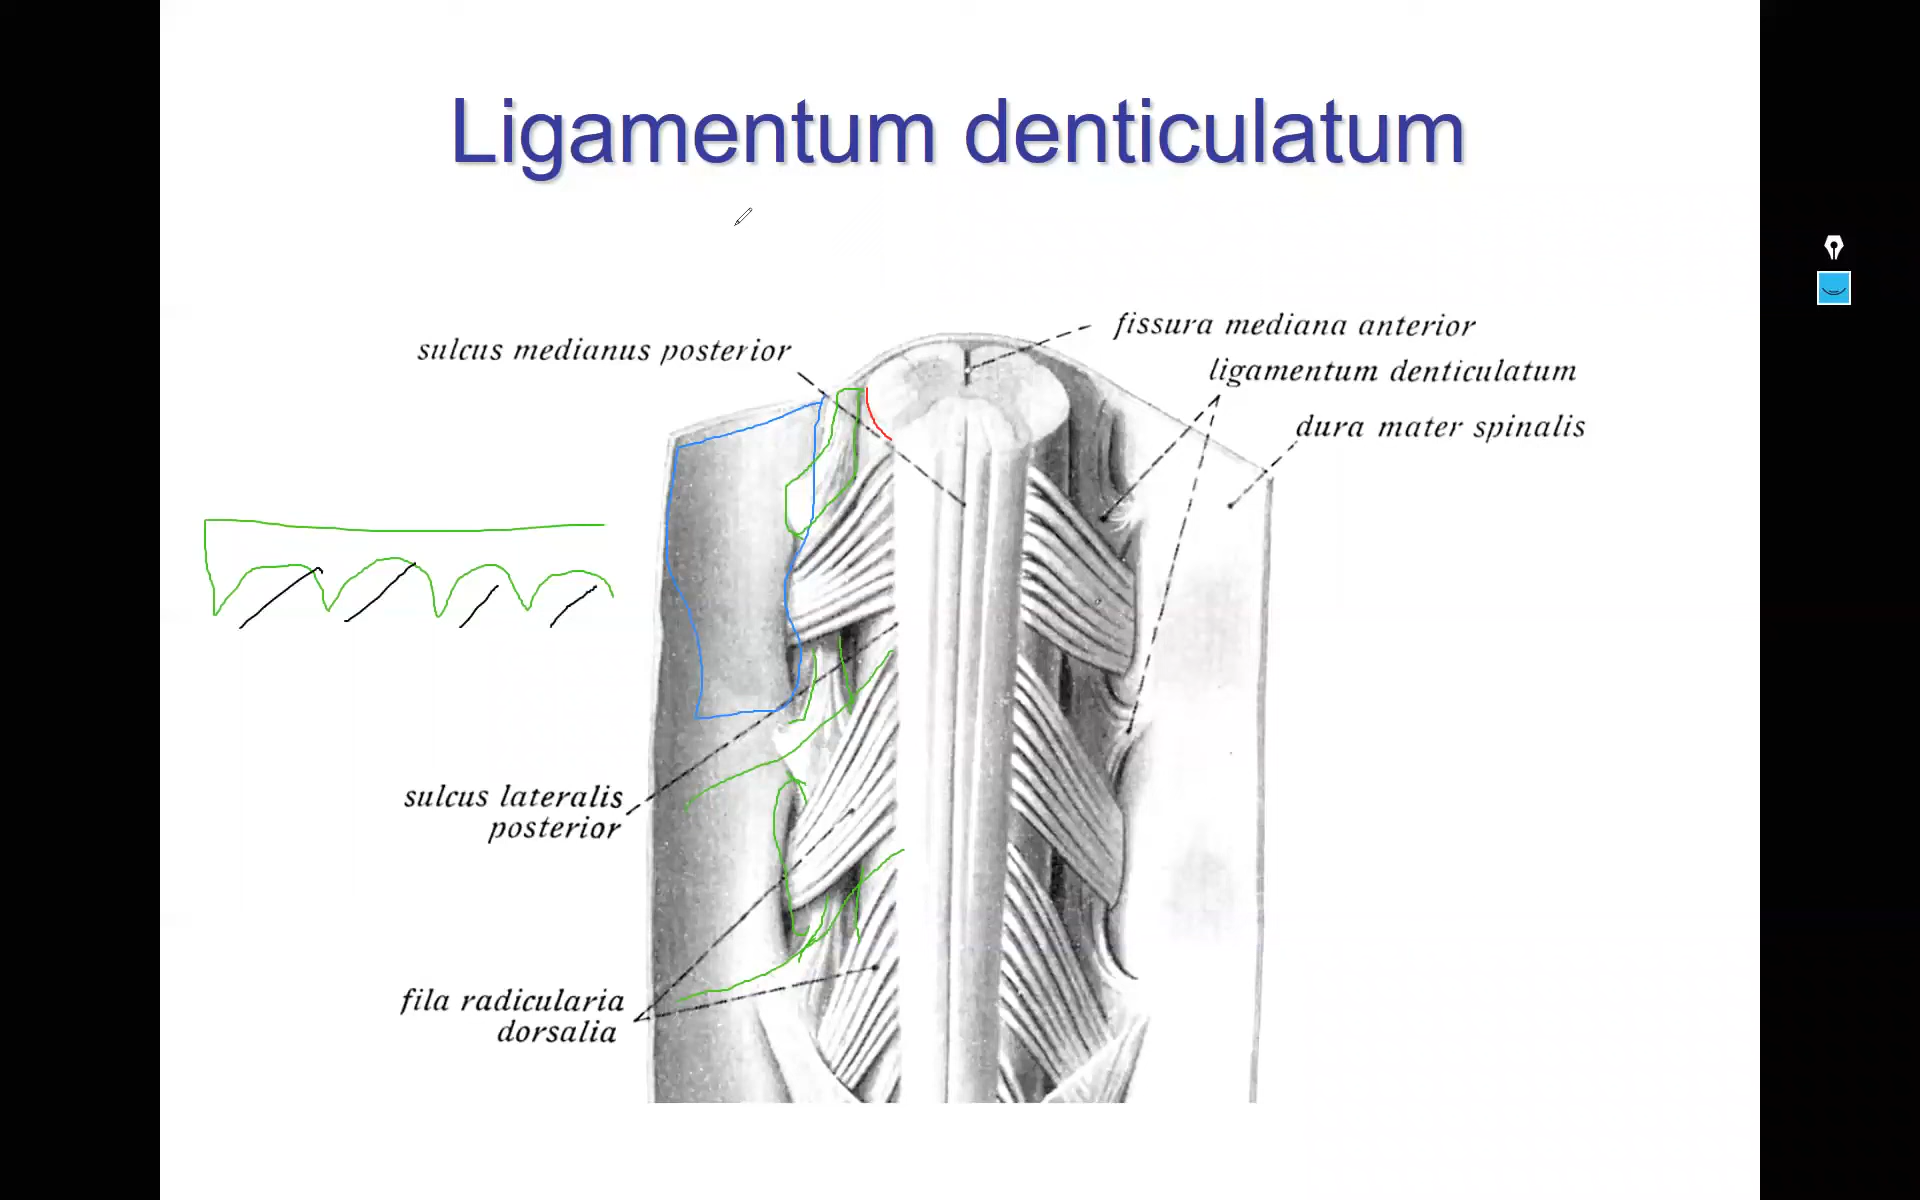 Ligamentum denticulatum
sulcus medianus posterior
fissura mediana anterior
ligamentum denticulatum
dura mater spinalis
sulcus lateralis
posterior
fila radicularia
dorsalia